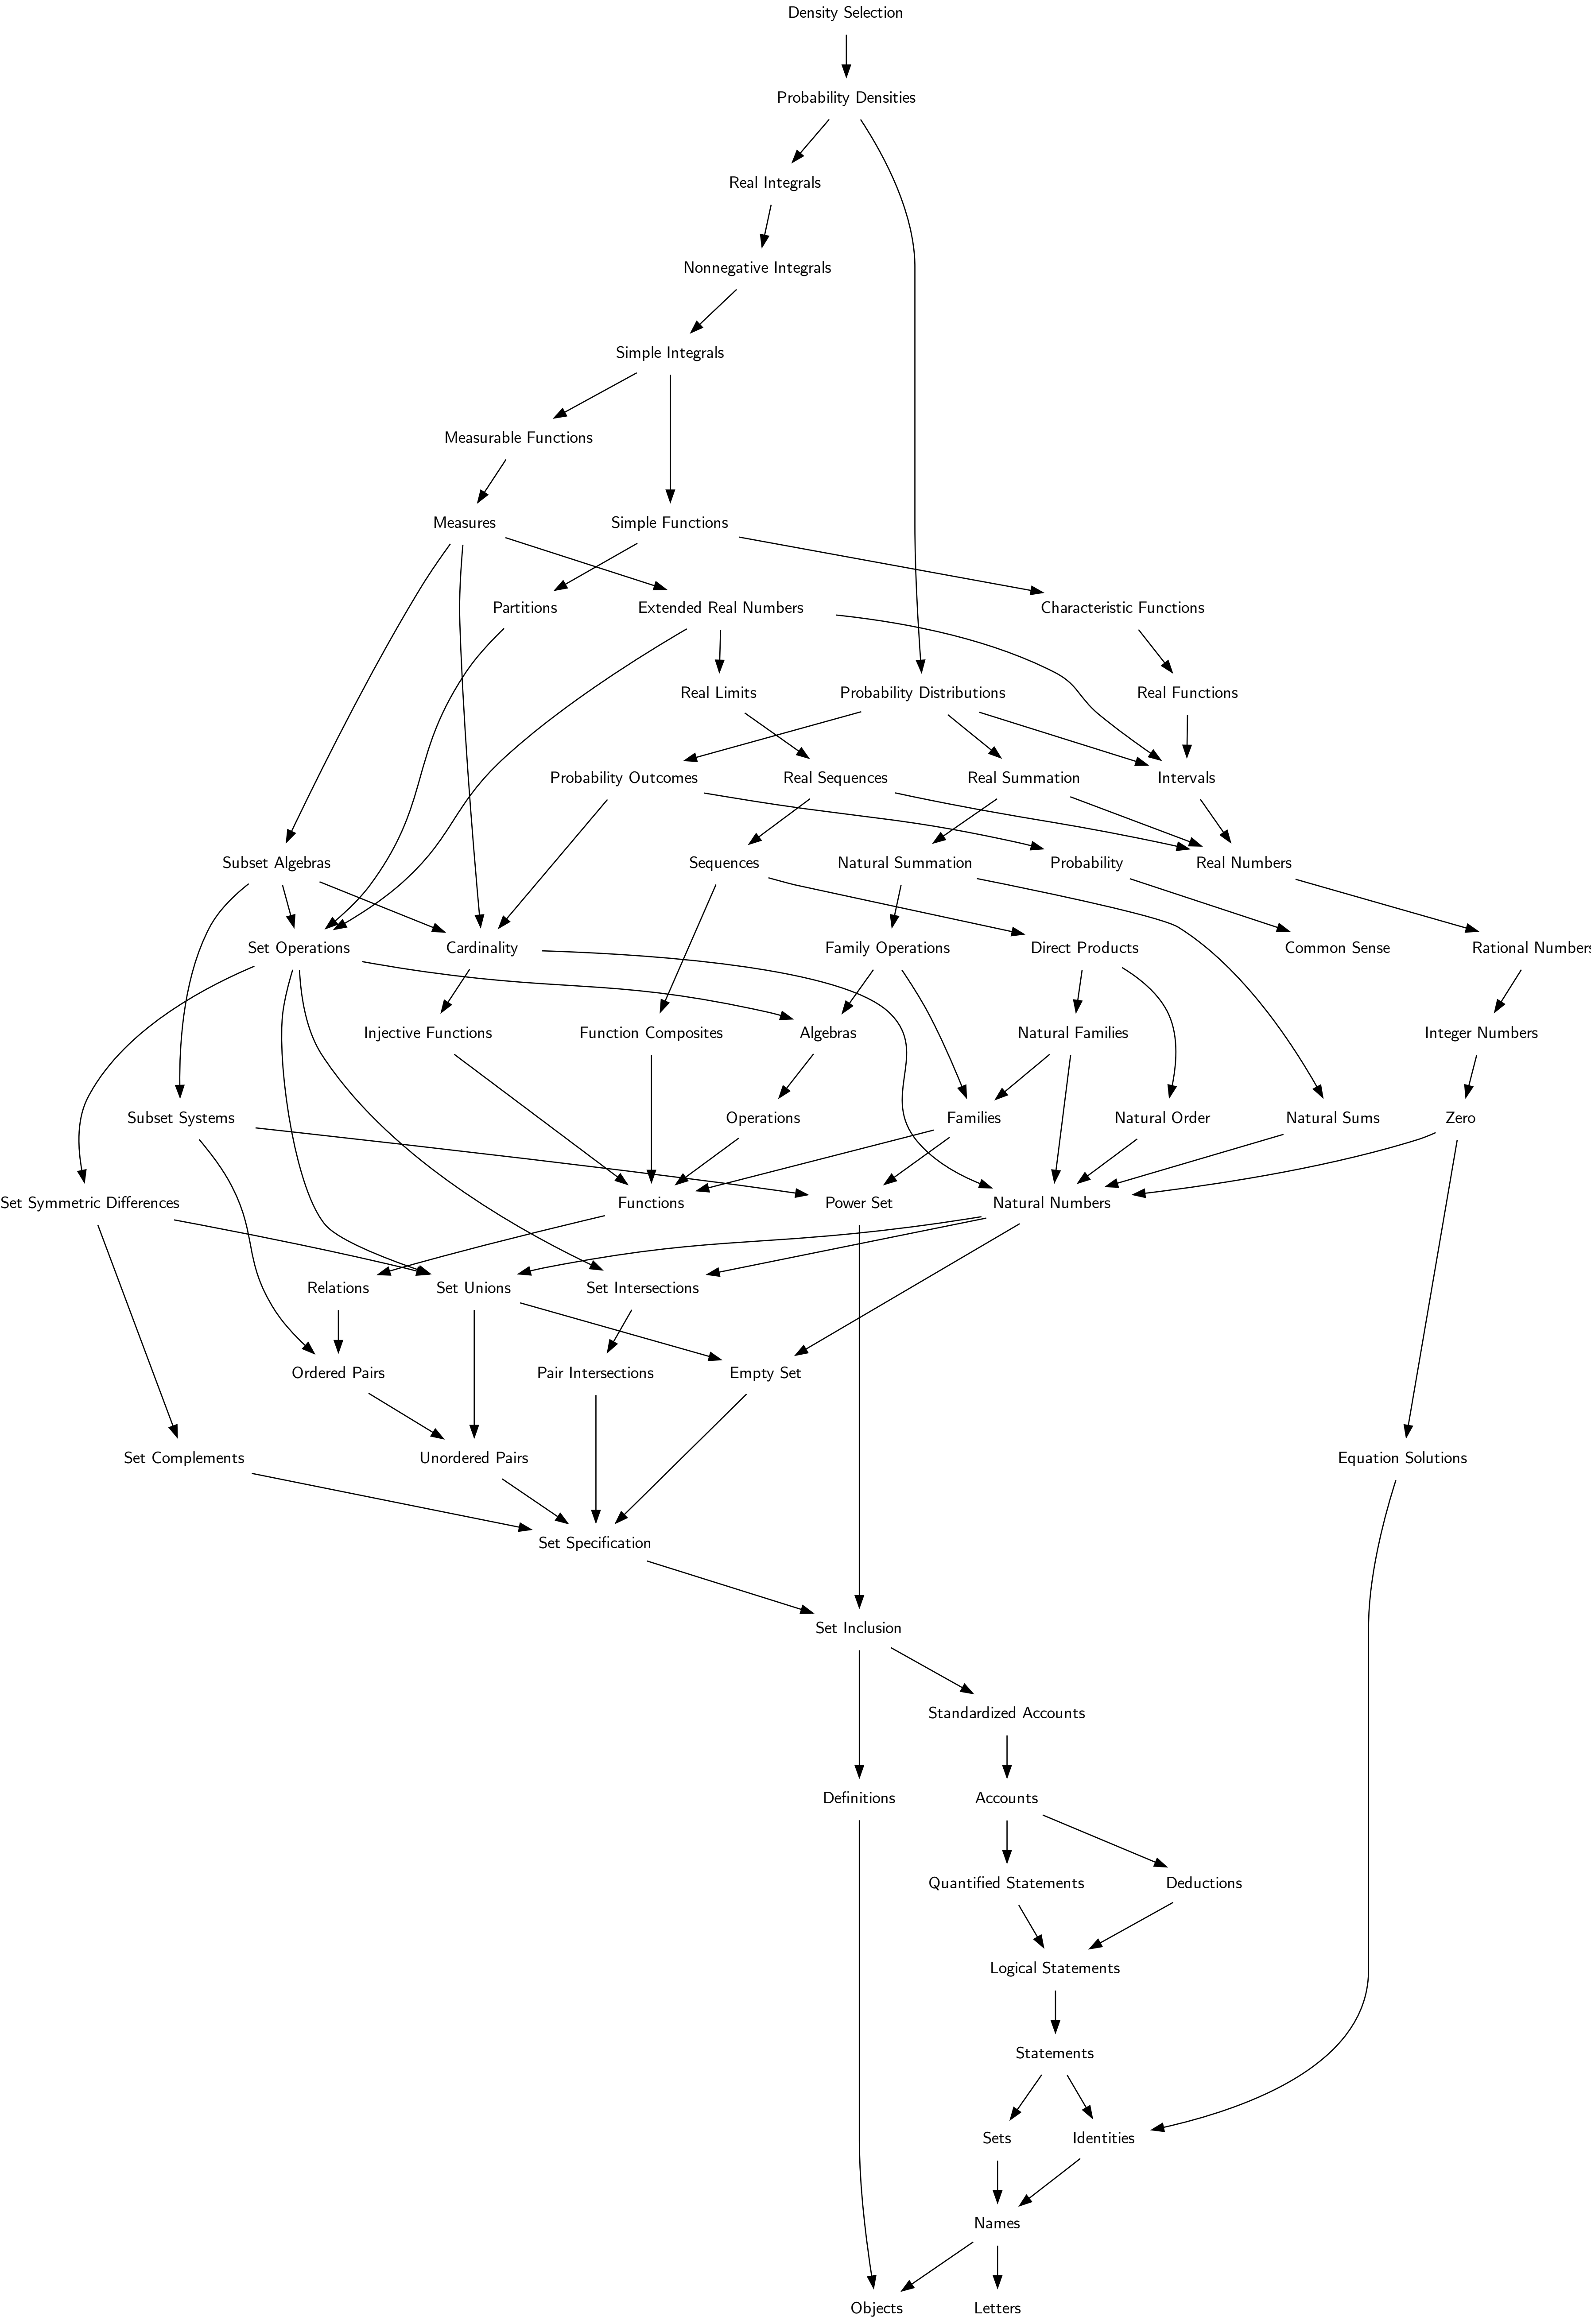 Density Selection
Probability Densities
Real Integrals
Nonnegative Integrals
Simple Integrals
Measurable Functions
Measures
Simple Functions
Partitions
Extended Real Numbers
Characteristic Functions
Real Limits
Probability Distributions
Real Functions
Probability Outcomes
Real Sequences
Real Summation
Intervals
Subset Algebras
Sequences
Natural Summation
Probability
Real Numbers
Set Operations
Cardinality
Family Operations
Direct Products
Common Sense
Rational Numbers
Injective Functions
Function Composites
Algebras
Natural Families
Integer Numbers
Subset Systems
Operations
Families
Natural Order
Natural Sums
Zero
Set Symmetric Differences
Functions
Power Set
Natural Numbers
Relations
Set Unions
Set Intersections
Ordered Pairs
Pair Intersections
Empty Set
Set Complements
Unordered Pairs
Equation Solutions
Set Specification
Set Inclusion
Standardized Accounts
Definitions
Accounts
Quantified Statements
Deductions
Logical Statements
Statements
Sets
Identities
Names
Objects
Letters